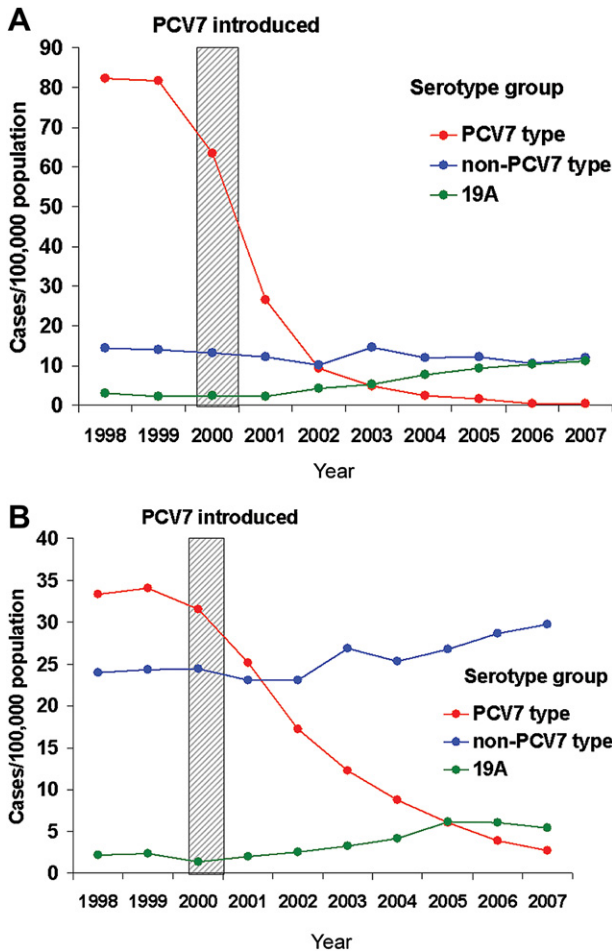 A
PCV7 introduced
90
80
70
60
50
40
30
20
10
0
Cases/100,000 population
Serotype group
PCV7 type
non-PCV7 type
19A
1998 1999 2000 2001 2002 2003 2004 2005 2006 2007
Year
B
PCV7 introduced
40
35
30
25
20
15
10
5
0
Cases/100,000 population
Serotype group
PCV7 type
non-PCV7 type
19A
1998 1999 2000 2001 2002 2003 2004 2005 2006 2007
Year